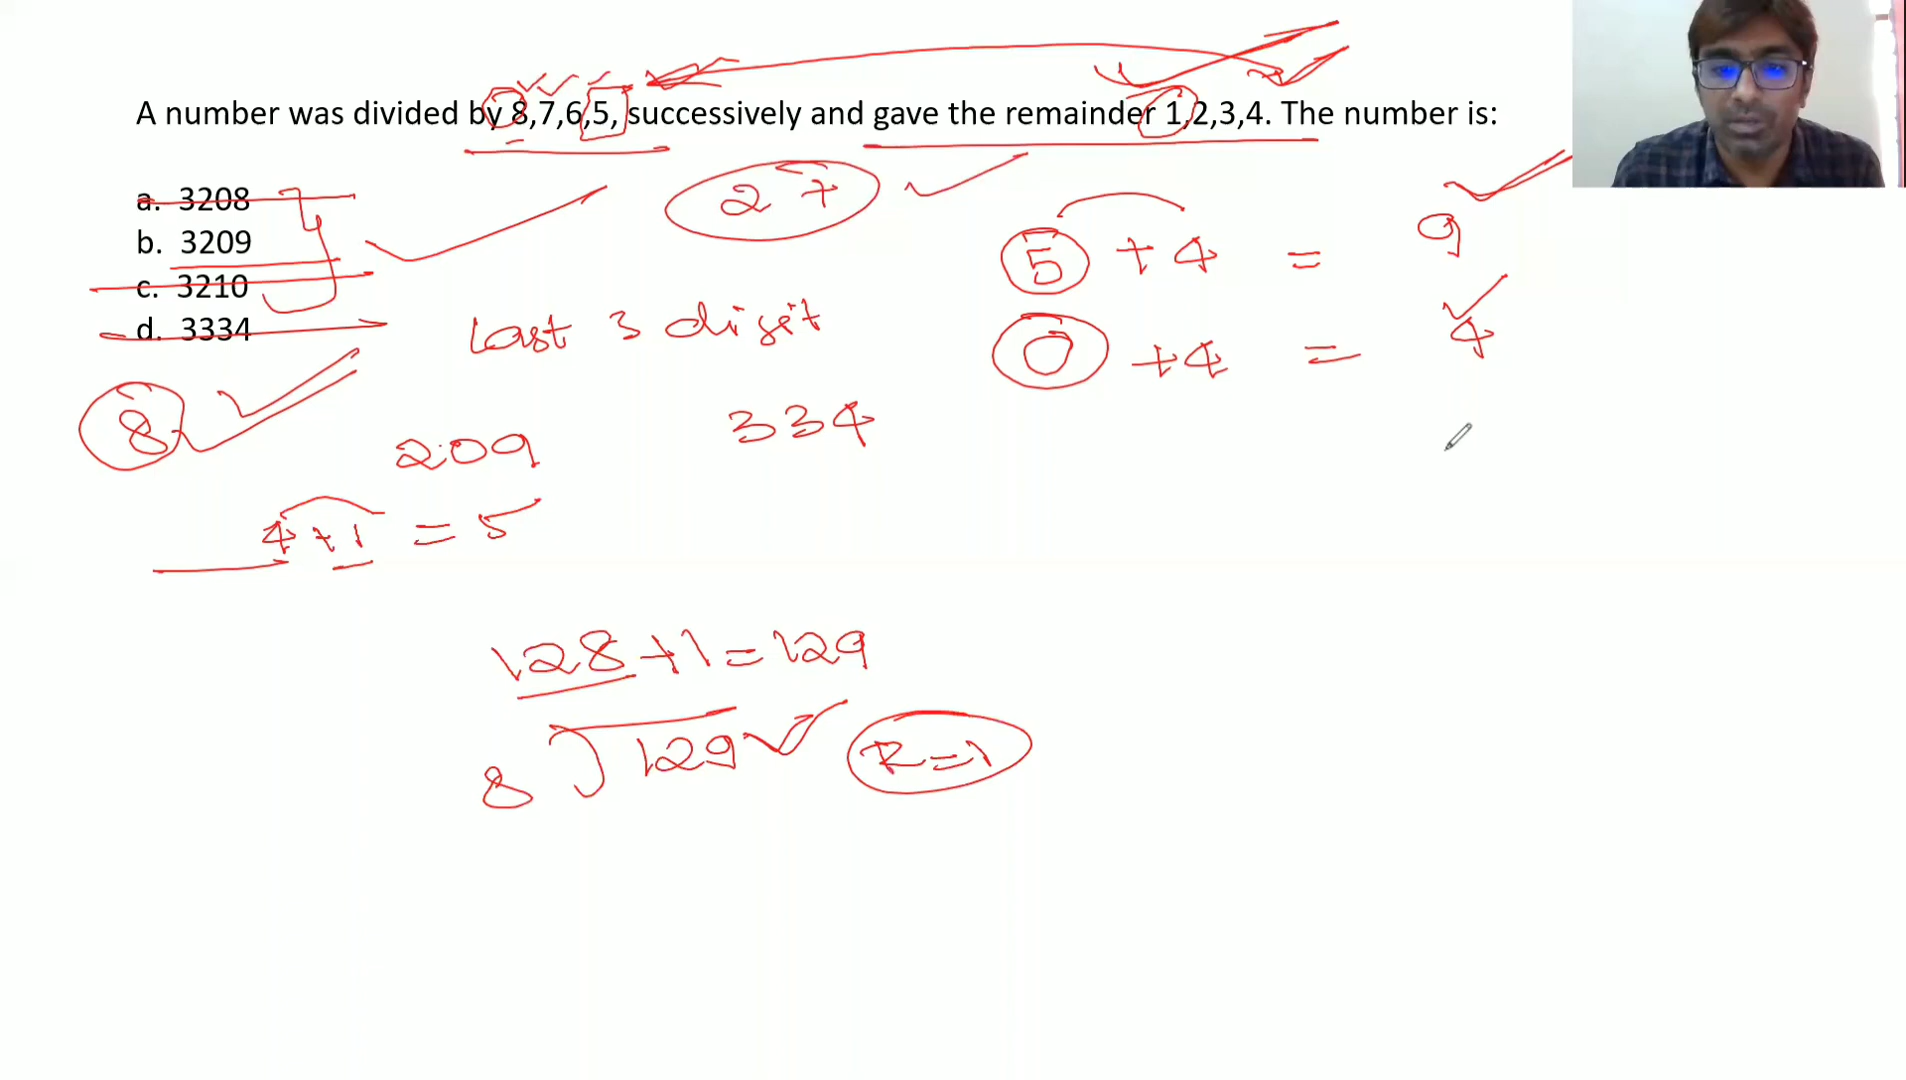 A number was divided by 8,7,6,5, successively and gave the remainder 1,2,3,4. The number is:
a. 3208
b. 3209
c. 3210
d. 3334
27
5 + 4 = 9
0 + 4 = 4
last 3 digit
8
209
334
4 + 1 = 5
128 + 1 = 129
8 129 R = 1